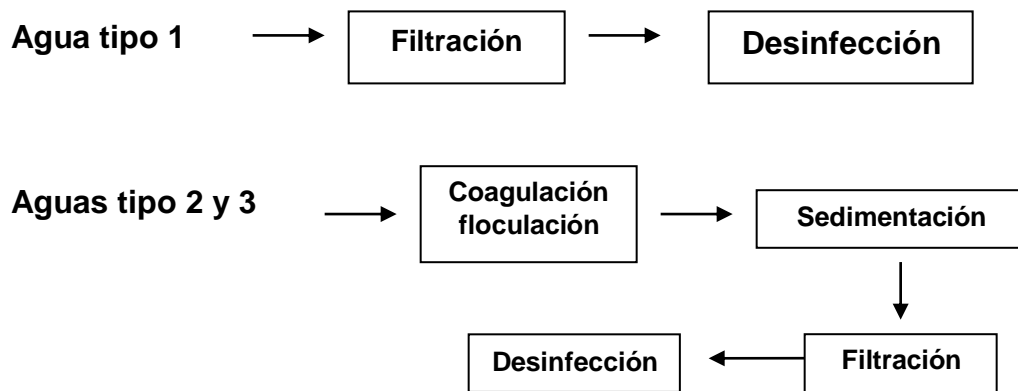 Agua tipo 1
Filtración
Desinfección
Aguas tipo 2 y 3
Coagulación
floculación
Sedimentación
Filtración
Desinfección